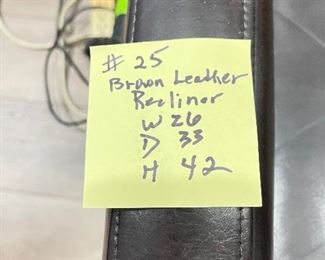 # 25
Brown Leather
Recliner
W 26
D 33
H 42